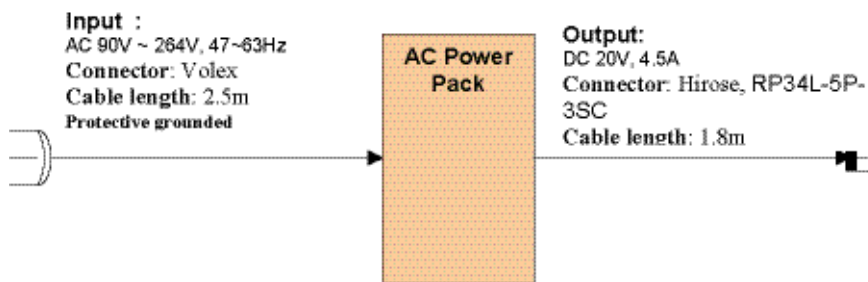 Input :
AC 90V ~ 264V, 47~63Hz
Connector: Volex
Cable length: 2.5m
Protective grounded
AC Power
Pack
Output:
DC 20V, 4.5A
Connector: Hirose, RP34L-5P-
3SC
Cable length: 1.8m